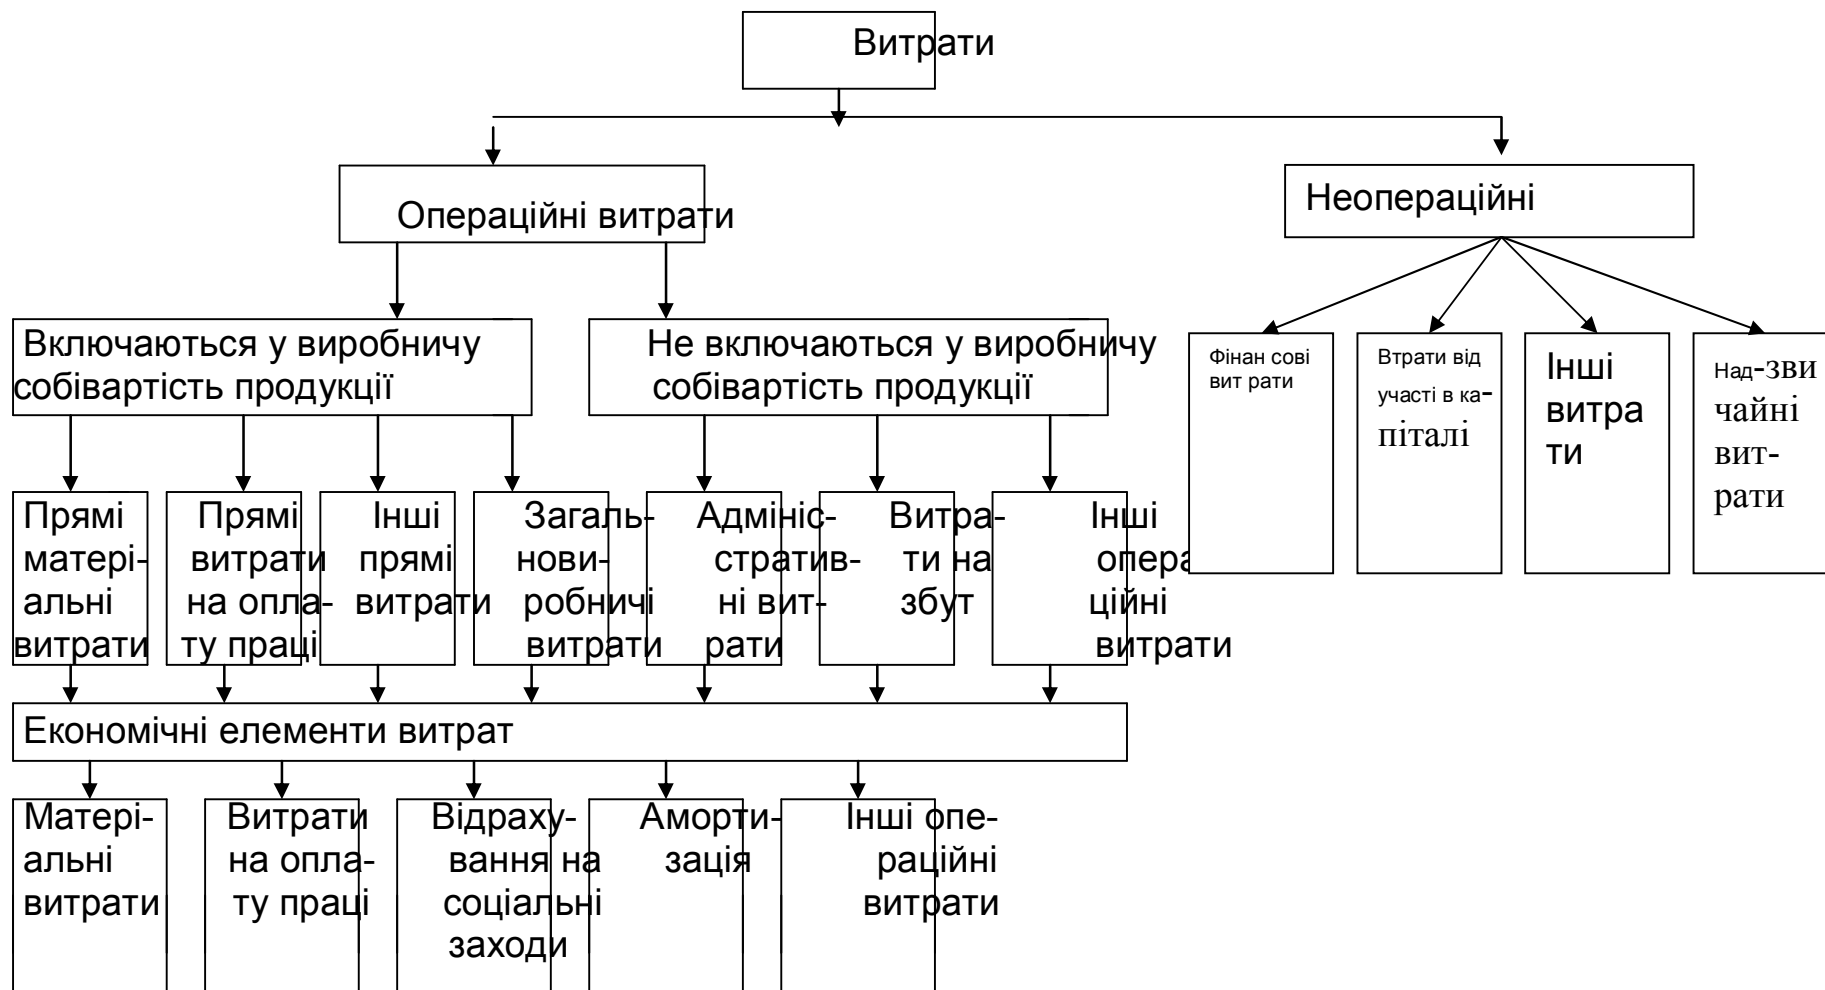 Витрати
Операційні витрати
Неопераційні
Включаються у виробничу
собівартість продукції
Не включаються у виробничу
собівартість продукції
Фінан сові
вит рати
Втрати від
участі в ка-
піталі
Інші
витра
ти
Над-зви
чайні
вит-
рати
Прямі
матері-
альні
витрати
Прямі
витрати
на опла-
ту праці
Інші
прямі
витрати
Загаль-
нови-
робничі
витрати
Адмініс-
стратив-
ні вит-
рати
Витра-
ти на
збут
Інші
опера
ційні
витрати
Економічні елементи витрат
Матері-
альні
витрати
Витрати
на опла-
ту праці
Відраху-
вання на
соціальні
заходи
Аморти-
зація
Інші опе-
раційні
витрати